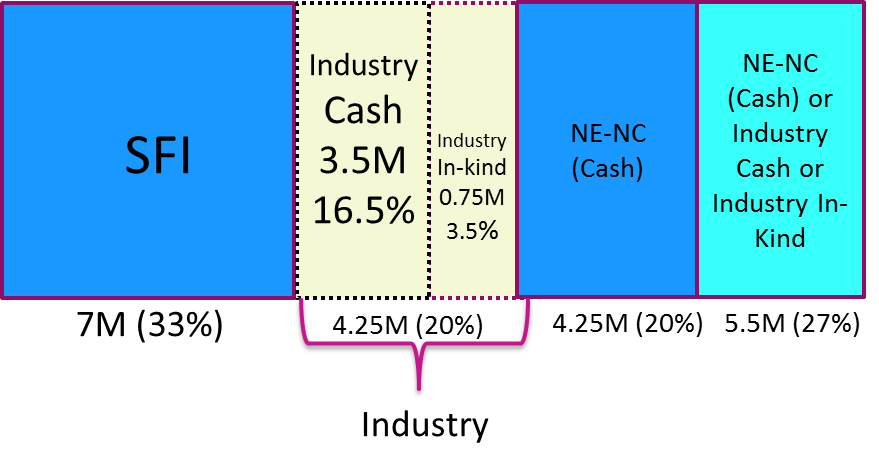 SFI
Industry
Cash
3.5M
16.5%
Industry
In-kind
0.75M
3.5%
NE-NC
(Cash)
NE-NC
(Cash) or
Industry
Cash or
Industry In-
Kind
7M (33%)
4.25M (20%)
4.25M (20%)
5.5M (27%)
Industry